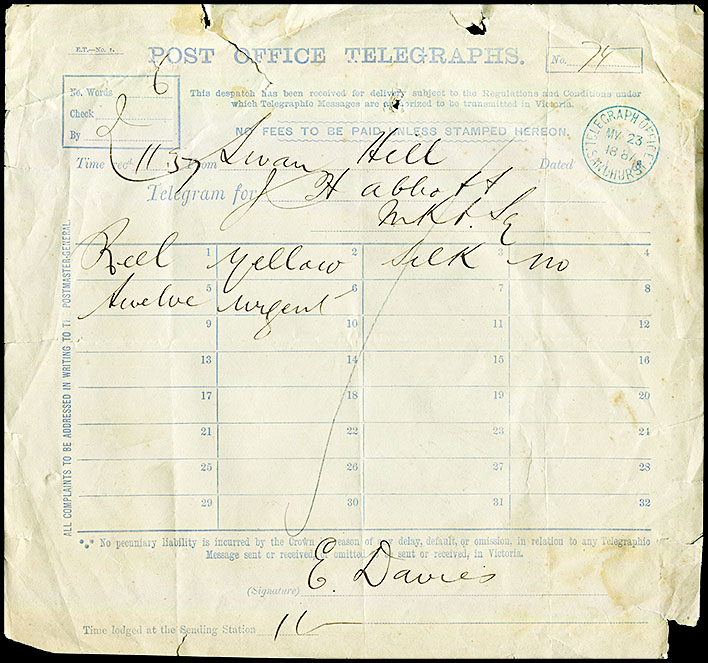 E.T.—No. 1.
POST OFFICE TELEGRAPHS.
No. 74
No. Words 6
Check
By
This despatch has been received for delivery subject to the Regulations and Conditions under
which Telegraphic Messages are authorized to be transmitted in Victoria.
NO FEES TO BE PAID UNLESS STAMPED HEREON.
TELEGRAPH OFFICE
MY 23
SANDHURST
Time rec'd 11 57 From Swan Hill Dated
Telegram for J H Abbott
Mkt. Sq
Reel 1 yellow 2 silk 3 no 4
twelve 5 urgent 6 7 8
9 10 11 12
13 14 15 16
17 18 19 20
21 22 23 24
25 26 27 28
29 30 31 32
ALL COMPLAINTS TO BE ADDRESSED IN WRITING TO T POSTMASTER-GENERAL.
*** No pecuniary liability is incurred by the Crown reason of any delay, default, or omission, in relation to any Telegraphic
Message sent or received, or omitted to be sent or received, in Victoria.
(Signature) E. Davies
Time lodged at the Sending Station 11